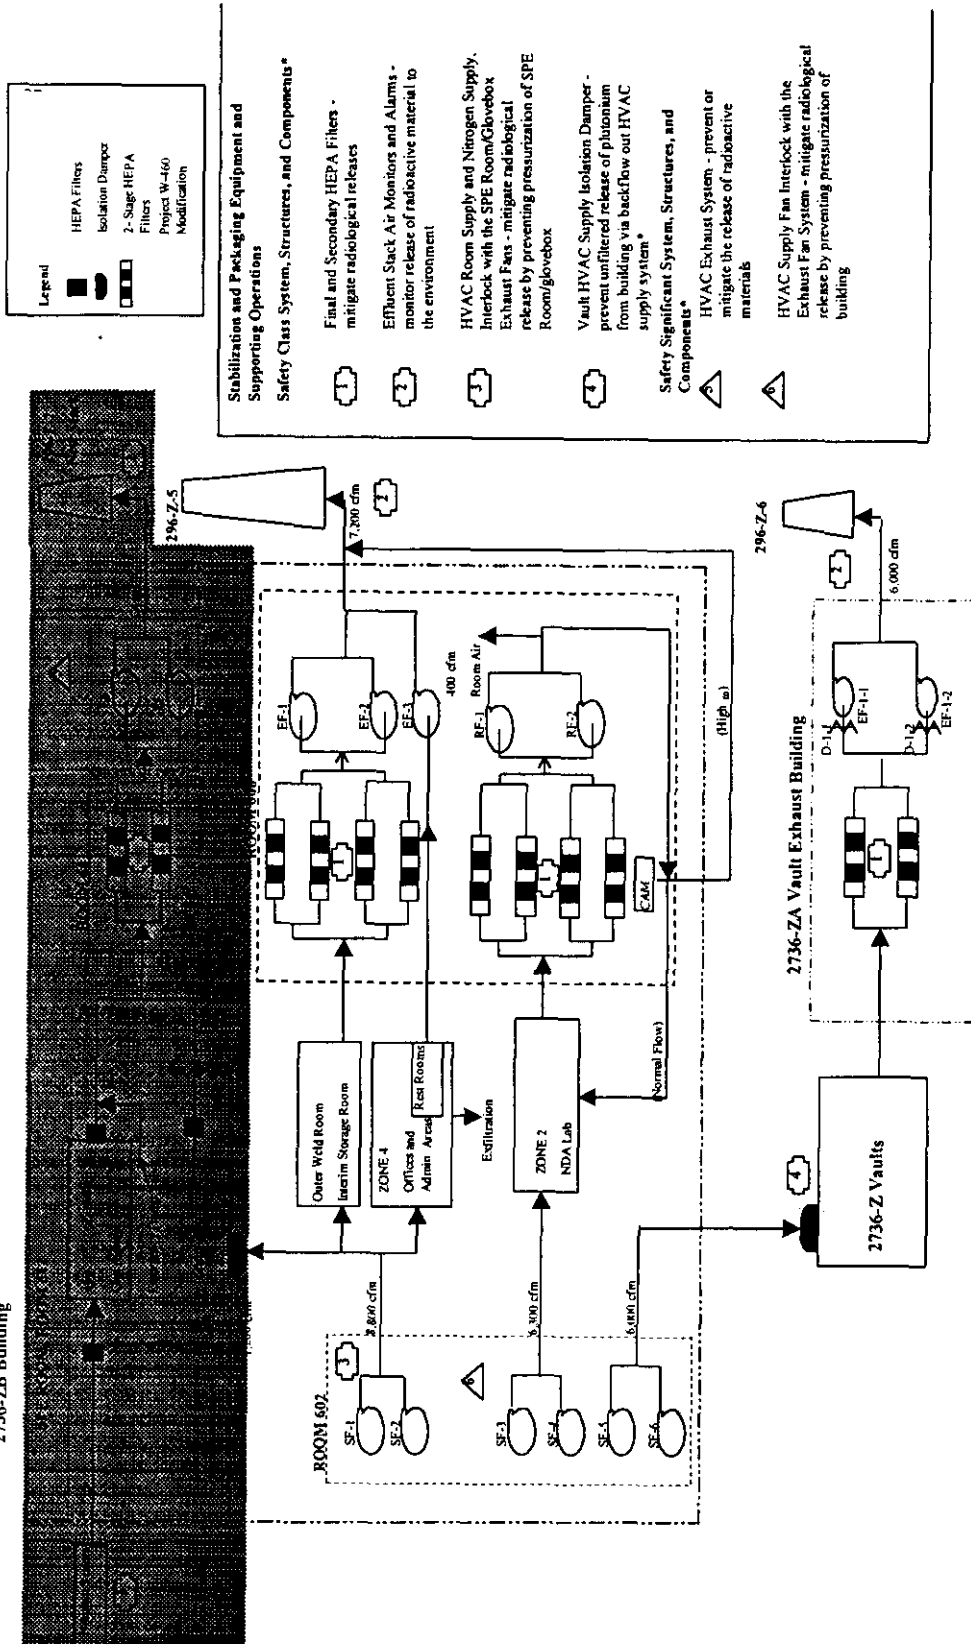 2736-ZB Building
Legend
HEPA Filters
Isolation Damper
2- Stage HEPA
Filters
Project W-460
Modification
Stabilization and Packaging Equipment and
Supporting Operations
Safety Class System, Structures, and Components*
1
Final and Secondary HEPA Filters -
mitigate radiological releases
2
Effluent Stack Air Monitors and Alarms -
monitor release of radioactive material to
the environment
3
HVAC Room Supply and Nitrogen Supply,
Interlock with the SPE Room/Glovebox
Exhaust Fans - mitigate radiological
release by preventing pressurization of SPE
Room/glovebox
4
Vault HVAC Supply Isolation Damper -
prevent unfiltered release of plutonium
from building via backflow out HVAC
supply system*
Safety Significant System, Structures, and
Components*
5
HVAC Exhaust System - prevent or
mitigate the release of radioactive
materials
6
HVAC Supply Fan Interlock with the
Exhaust Fan System - mitigate radiological
release by preventing pressurization of
building
296-Z-5
2
7,200 cfm
EF-1
EF-2
EF-3
1
400 cfm
Room Air
RF-1
RF-2
1
CAM
(High α)
(Normal Flow)
Outer Weld Room
Interim Storage Room
ZONE 4
Offices and
Admin Areas
Rest Rooms
Exfiltration
ZONE 2
NDA Lab
8,800 cfm
6,300 cfm
6,000 cfm
ROOM 602
3
SF-1
SF-2
6
SF-3
SF-4
SF-5
SF-6
296-Z-6
2
6,000 cfm
2736-ZA Vault Exhaust Building
D-1-1
EF-1-1
D-1-2
EF-1-2
1
4
2736-Z Vaults